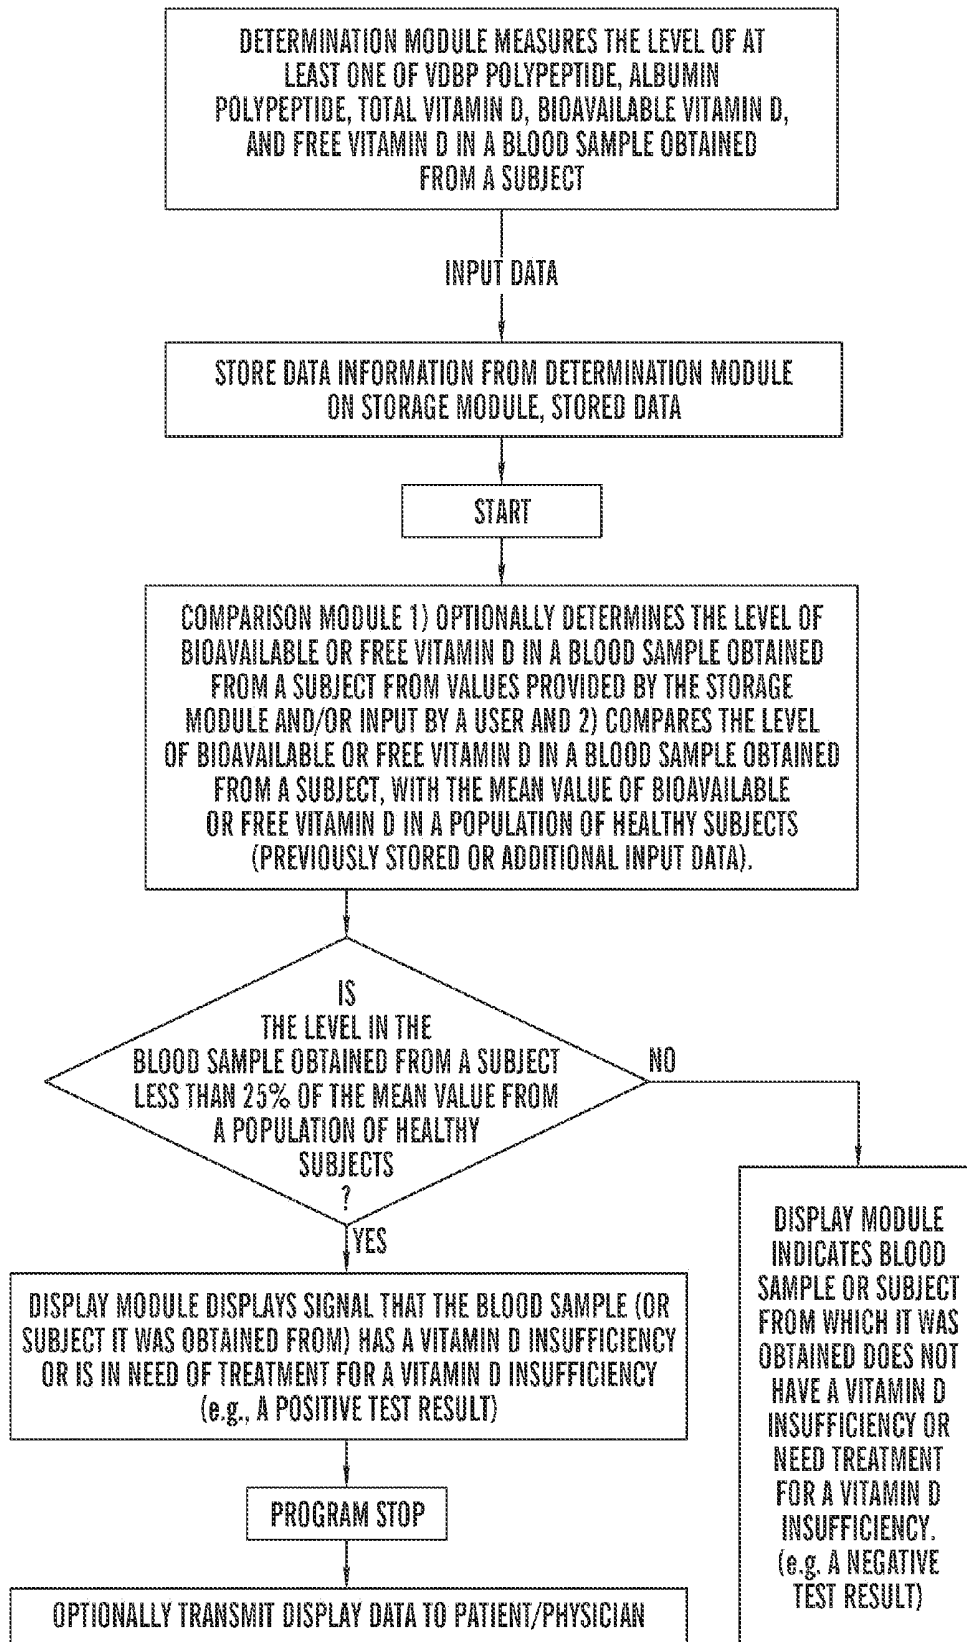 DETERMINATION MODULE MEASURES THE LEVEL OF AT
LEAST ONE OF VDBP POLYPEPTIDE, ALBUMIN
POLYPEPTIDE, TOTAL VITAMIN D, BIOAVAILABLE VITAMIN D,
AND FREE VITAMIN D IN A BLOOD SAMPLE OBTAINED
FROM A SUBJECT
INPUT DATA
STORE DATA INFORMATION FROM DETERMINATION MODULE
ON STORAGE MODULE, STORED DATA
START
COMPARISON MODULE 1) OPTIONALLY DETERMINES THE LEVEL OF
BIOAVAILABLE OR FREE VITAMIN D IN A BLOOD SAMPLE OBTAINED
FROM A SUBJECT FROM VALUES PROVIDED BY THE STORAGE
MODULE AND/OR INPUT BY A USER AND 2) COMPARES THE LEVEL
OF BIOAVAILABLE OR FREE VITAMIN D IN A BLOOD SAMPLE OBTAINED
FROM A SUBJECT, WITH THE MEAN VALUE OF BIOAVAILABLE
OR FREE VITAMIN D IN A POPULATION OF HEALTHY SUBJECTS
(PREVIOUSLY STORED OR ADDITIONAL INPUT DATA).
IS
THE LEVEL IN THE
BLOOD SAMPLE OBTAINED FROM A SUBJECT
LESS THAN 25% OF THE MEAN VALUE FROM
A POPULATION OF HEALTHY
SUBJECTS
?
NO
YES
DISPLAY MODULE DISPLAYS SIGNAL THAT THE BLOOD SAMPLE (OR
SUBJECT IT WAS OBTAINED FROM) HAS A VITAMIN D INSUFFICIENCY
OR IS IN NEED OF TREATMENT FOR A VITAMIN D INSUFFICIENCY
(e.g., A POSITIVE TEST RESULT)
PROGRAM STOP
OPTIONALLY TRANSMIT DISPLAY DATA TO PATIENT/PHYSICIAN
DISPLAY MODULE
INDICATES BLOOD
SAMPLE OR SUBJECT
FROM WHICH IT WAS
OBTAINED DOES NOT
HAVE A VITAMIN D
INSUFFICIENCY OR
NEED TREATMENT
FOR A VITAMIN D
INSUFFICIENCY.
(e.g. A NEGATIVE
TEST RESULT)